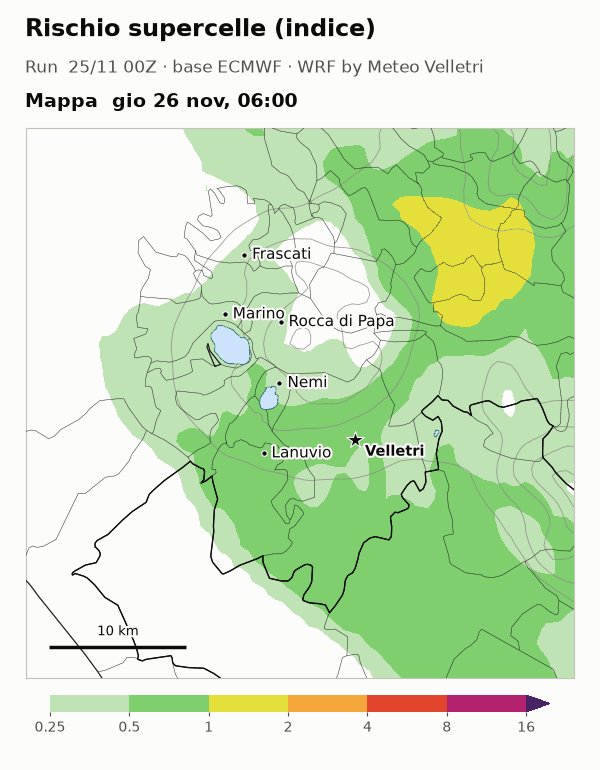 Rischio supercelle (indice)
Run  25/11 00Z · base ECMWF · WRF by Meteo Velletri
Mappa  gio 26 nov, 06:00
Frascati
Marino
Rocca di Papa
Nemi
Velletri
Lanuvio
10 km
0.25 0.5 1 2 4 8 16